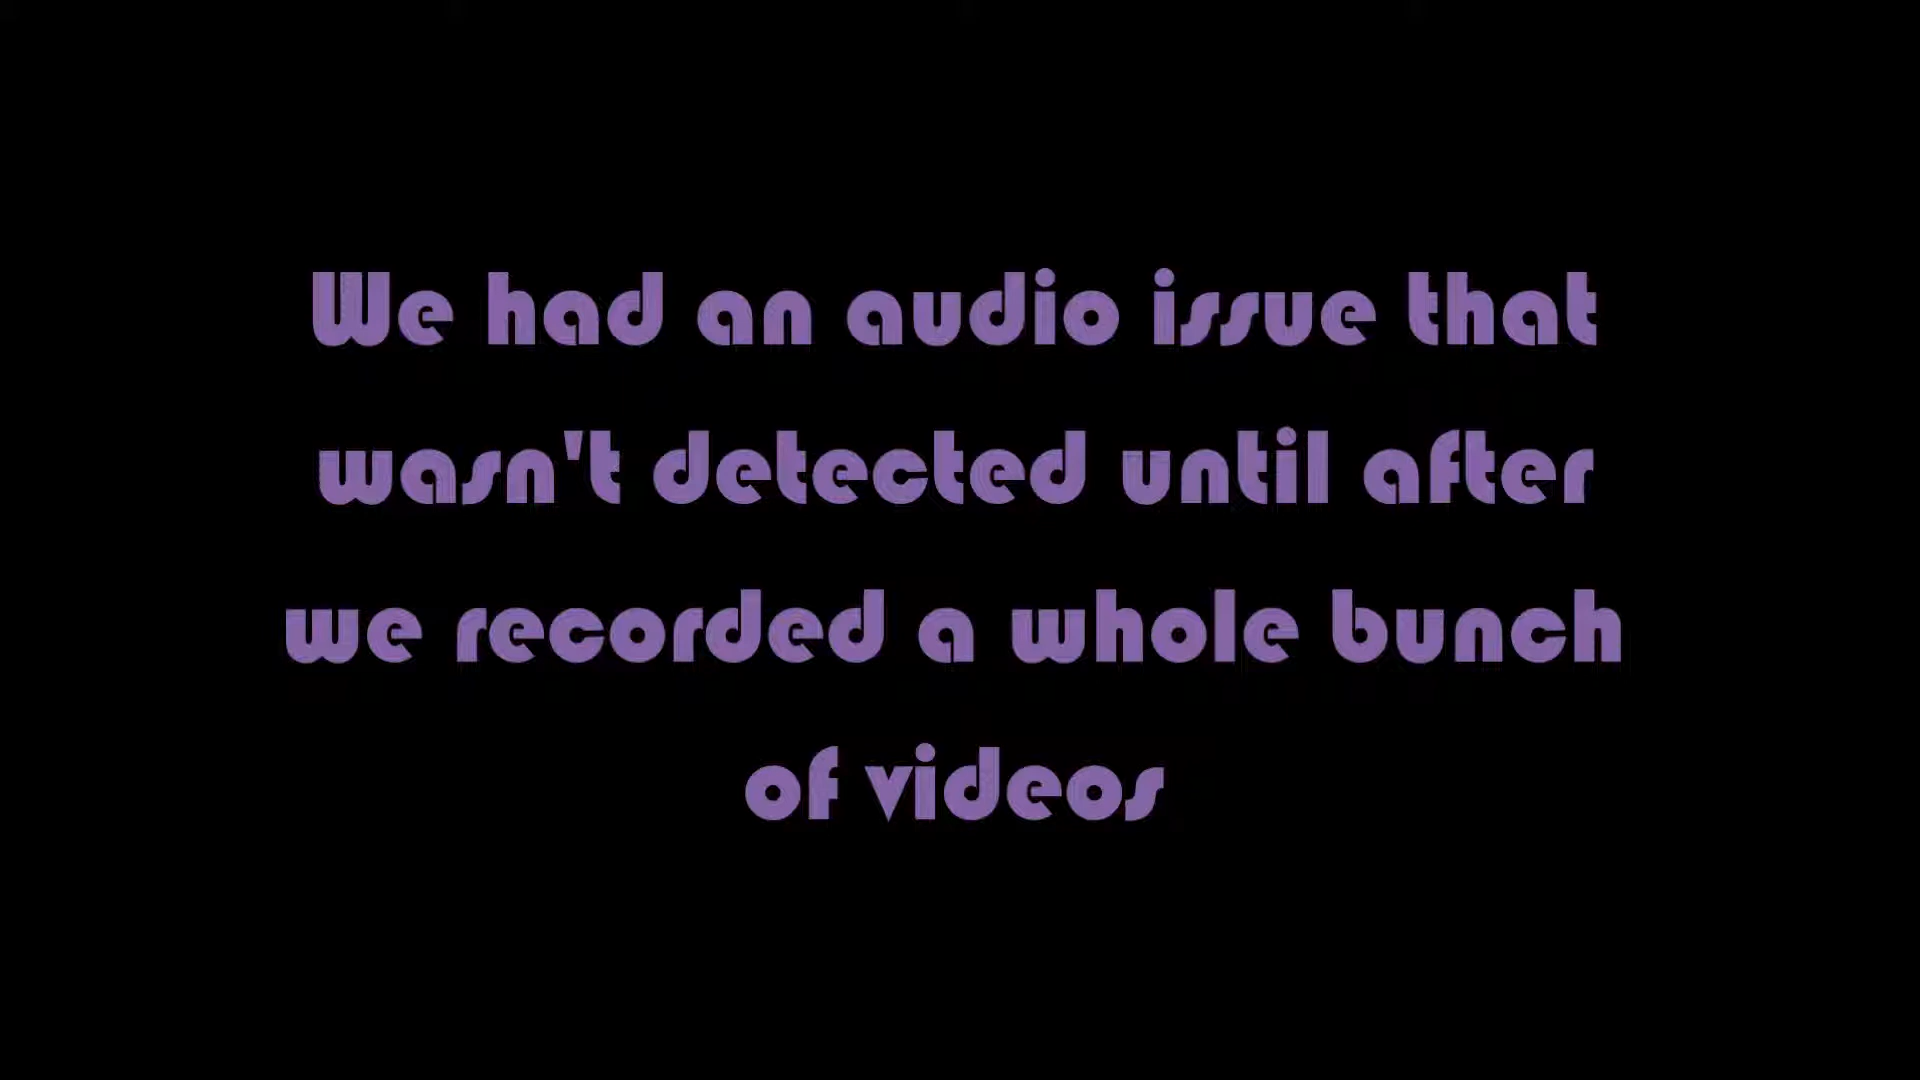 We had an audio issue that
wasn't detected until after
we recorded a whole bunch
of videos